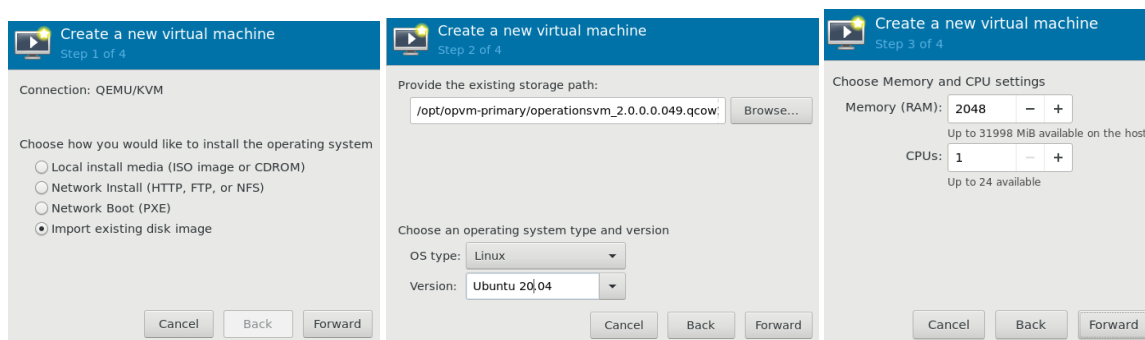 Create a new virtual machine
Step 1 of 4
Connection: QEMU/KVM
Choose how you would like to install the operating system
Local install media (ISO image or CDROM)
Network Install (HTTP, FTP, or NFS)
Network Boot (PXE)
Import existing disk image
Cancel Back Forward
Create a new virtual machine
Step 2 of 4
Provide the existing storage path:
/opt/opvm-primary/operationsvm_2.0.0.0.049.qcow Browse...
Choose an operating system type and version
OS type: Linux
Version: Ubuntu 20.04
Cancel Back Forward
Create a new virtual machine
Step 3 of 4
Choose Memory and CPU settings
Memory (RAM): 2048 − +
Up to 31998 MiB available on the host
CPUs: 1 − +
Up to 24 available
Cancel Back Forward